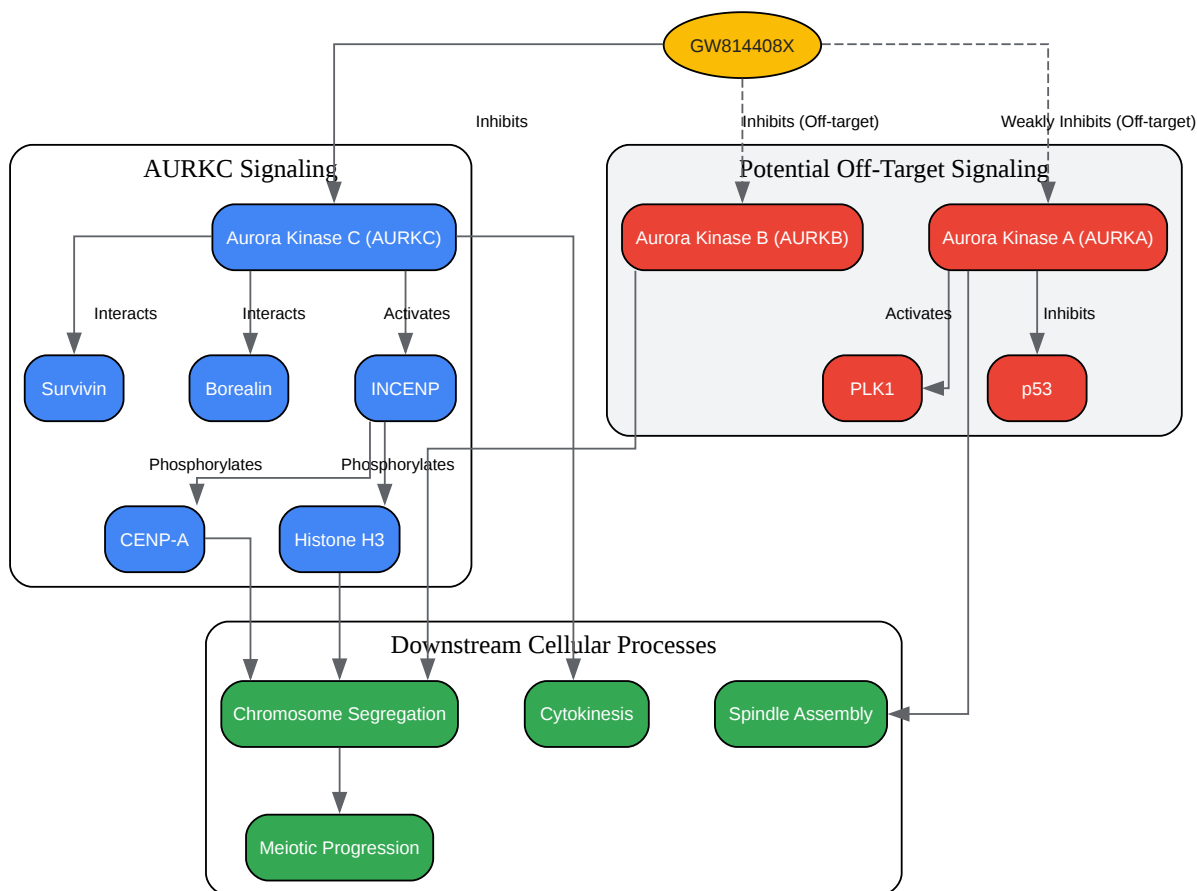 GW814408X
Inhibits
Inhibits (Off-target)
Weakly Inhibits (Off-target)
AURKC Signaling
Potential Off-Target Signaling
Aurora Kinase C (AURKC)
Aurora Kinase B (AURKB)
Aurora Kinase A (AURKA)
Interacts
Interacts
Activates
Activates
Inhibits
Survivin
Borealin
INCENP
PLK1
p53
Phosphorylates
Phosphorylates
CENP-A
Histone H3
Downstream Cellular Processes
Chromosome Segregation
Cytokinesis
Spindle Assembly
Meiotic Progression